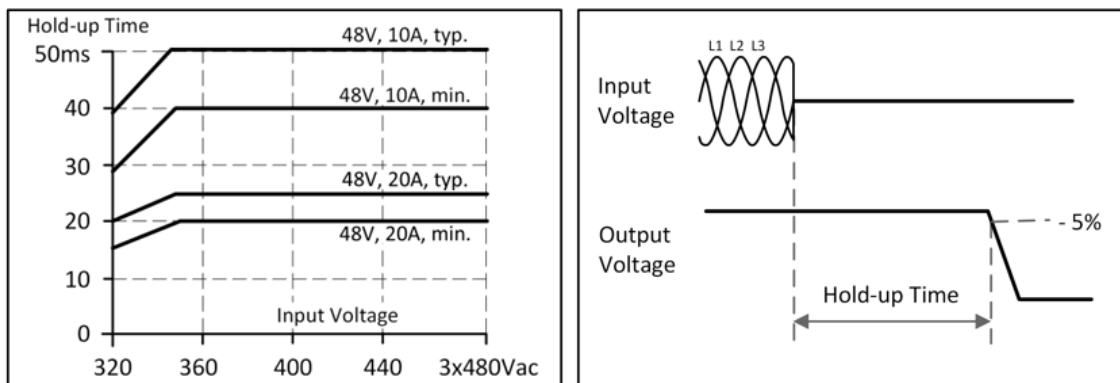 Hold-up Time
50ms
40
30
20
10
0
48V, 10A, typ.
48V, 10A, min.
48V, 20A, typ.
48V, 20A, min.
Input Voltage
320 360 400 440 3x480Vac
L1 L2 L3
Input
Voltage
Output
Voltage
- 5%
Hold-up Time